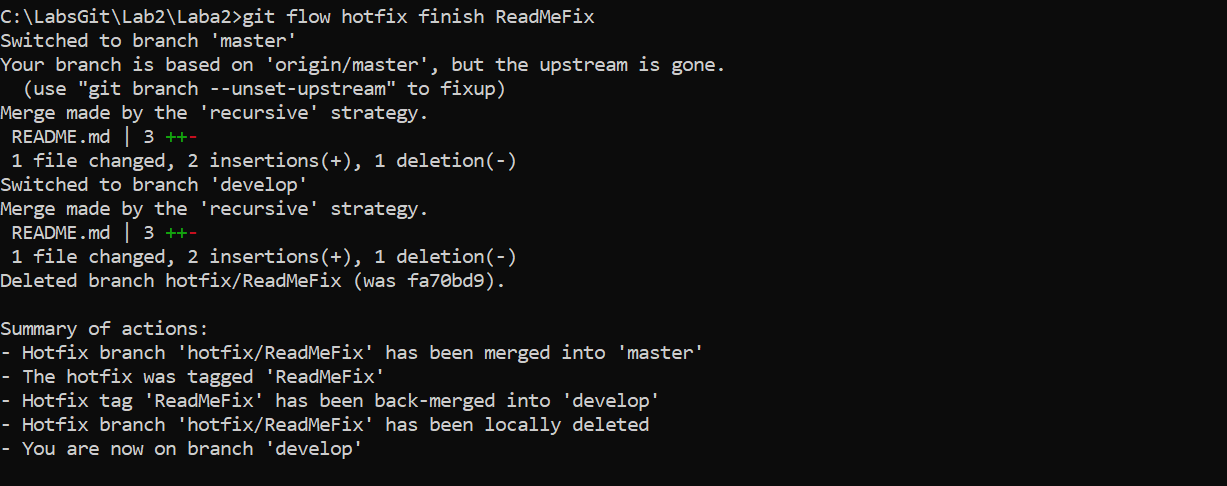 C:\LabsGit\Lab2\Laba2>git flow hotfix finish ReadMeFix
Switched to branch 'master'
Your branch is based on 'origin/master', but the upstream is gone.
  (use "git branch --unset-upstream" to fixup)
Merge made by the 'recursive' strategy.
 README.md | 3 ++-
 1 file changed, 2 insertions(+), 1 deletion(-)
Switched to branch 'develop'
Merge made by the 'recursive' strategy.
 README.md | 3 ++-
 1 file changed, 2 insertions(+), 1 deletion(-)
Deleted branch hotfix/ReadMeFix (was fa70bd9).

Summary of actions:
- Hotfix branch 'hotfix/ReadMeFix' has been merged into 'master'
- The hotfix was tagged 'ReadMeFix'
- Hotfix tag 'ReadMeFix' has been back-merged into 'develop'
- Hotfix branch 'hotfix/ReadMeFix' has been locally deleted
- You are now on branch 'develop'